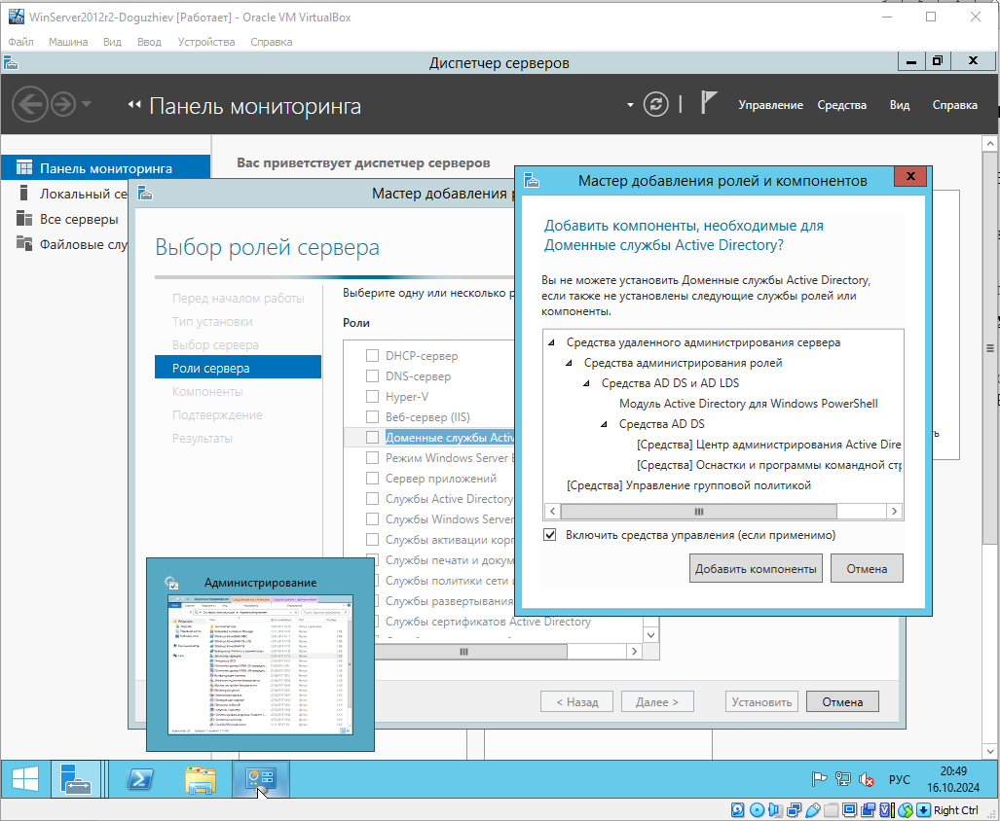 WinServer2012r2-Doguzhiev [Работает] - Oracle VM VirtualBox
Файл Машина Вид Ввод Устройства Справка
Диспетчер серверов
Панель мониторинга
Управление Средства Вид Справка
Панель мониторинга
Локальный се
Все серверы
Файловые слу
Вас приветствует диспетчер серверов
Мастер добавления р
Выбор ролей сервера
Перед началом работы
Тип установки
Выбор сервера
Роли сервера
Компоненты
Подтверждение
Результаты
Выберите одну или несколько р
Роли
DHCP-сервер
DNS-сервер
Hyper-V
Веб-сервер (IIS)
Доменные службы Acti
Режим Windows Server E
Сервер приложений
Службы Active Directory
Службы Windows Server
Службы активации корп
Службы печати и докум
Службы политики сети и
Службы развертывания
Службы сертификатов Active Directory
< Назад
Далее >
Установить
Отмена
Мастер добавления ролей и компонентов
Добавить компоненты, необходимые для
Доменные службы Active Directory?
Вы не можете установить Доменные службы Active Directory,
если также не установлены следующие службы ролей или
компоненты.
Средства удаленного администрирования сервера
Средства администрирования ролей
Средства AD DS и AD LDS
Модуль Active Directory для Windows PowerShell
Средства AD DS
[Средства] Центр администрирования Active Dire
[Средства] Оснастки и программы командной стр
[Средства] Управление групповой политикой
Включить средства управления (если применимо)
Добавить компоненты
Отмена
Администрирование
РУС
20:49
16.10.2024
Right Ctrl